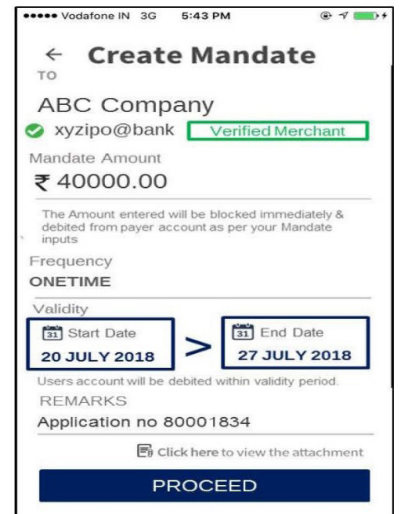 Vodafone IN 3G 5:43 PM
← Create Mandate
TO
ABC Company
xyzipo@bank Verified Merchant
Mandate Amount
₹ 40000.00
The Amount entered will be blocked immediately &
debited from payer account as per your Mandate
inputs
Frequency
ONETIME
Validity
31 Start Date > 31 End Date
20 JULY 2018 27 JULY 2018
Users account will be debited within validity period.
REMARKS
Application no 80001834
Click here to view the attachment
PROCEED